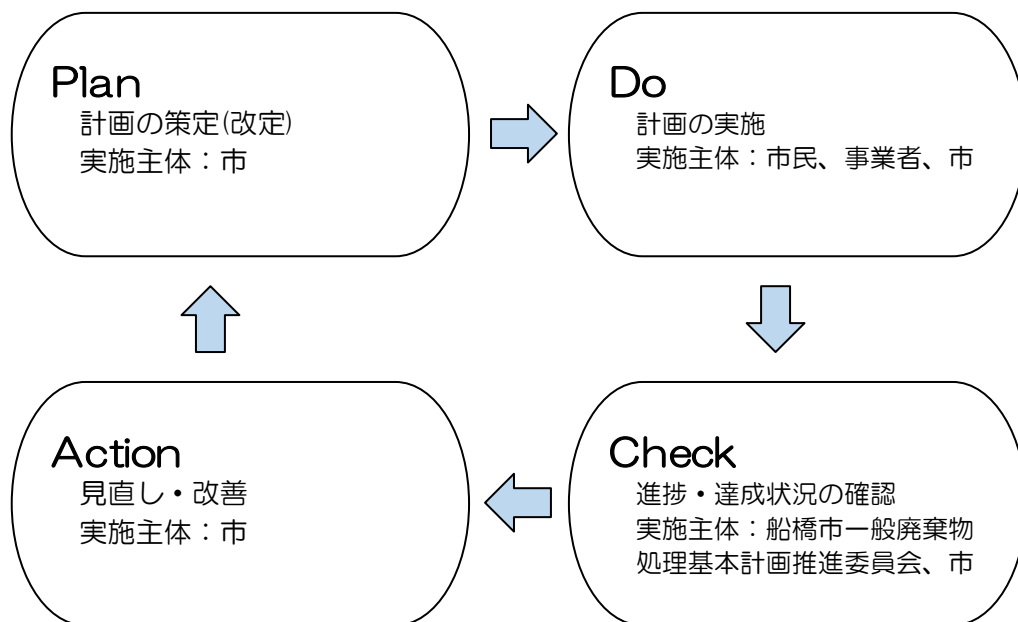 Plan
計画の策定(改定)
実施主体：市
Do
計画の実施
実施主体：市民、事業者、市
Action
見直し・改善
実施主体：市
Check
進捗・達成状況の確認
実施主体：船橋市一般廃棄物
処理基本計画推進委員会、市